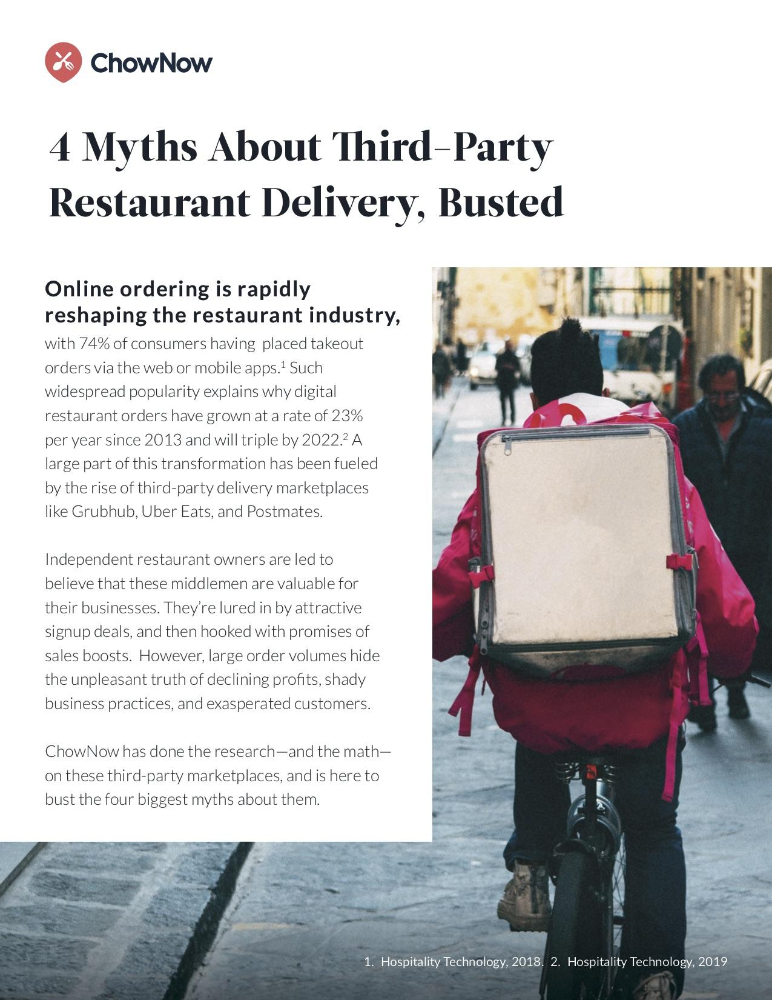 ChowNow
4 Myths About Third-Party
Restaurant Delivery, Busted
Online ordering is rapidly
reshaping the restaurant industry,
with 74% of consumers having  placed takeout
orders via the web or mobile apps.¹ Such
widespread popularity explains why digital
restaurant orders have grown at a rate of 23%
per year since 2013 and will triple by 2022.² A
large part of this transformation has been fueled
by the rise of third-party delivery marketplaces
like Grubhub, Uber Eats, and Postmates.
Independent restaurant owners are led to
believe that these middlemen are valuable for
their businesses. They’re lured in by attractive
signup deals, and then hooked with promises of
sales boosts.  However, large order volumes hide
the unpleasant truth of declining profits, shady
business practices, and exasperated customers.
ChowNow has done the research—and the math—
on these third-party marketplaces, and is here to
bust the four biggest myths about them.
1.  Hospitality Technology, 2018.  2.  Hospitality Technology, 2019